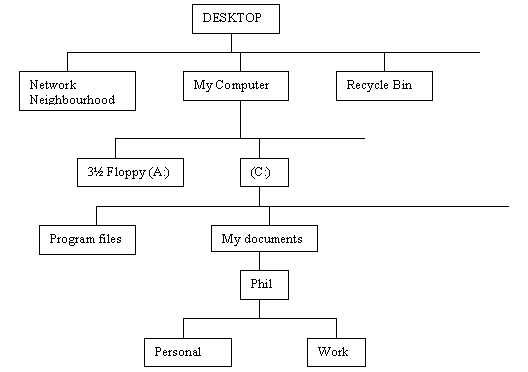 DESKTOP
Network
Neighbourhood
My Computer
Recycle Bin
3½ Floppy (A:)
(C:)
Program files
My documents
Phil
Personal
Work